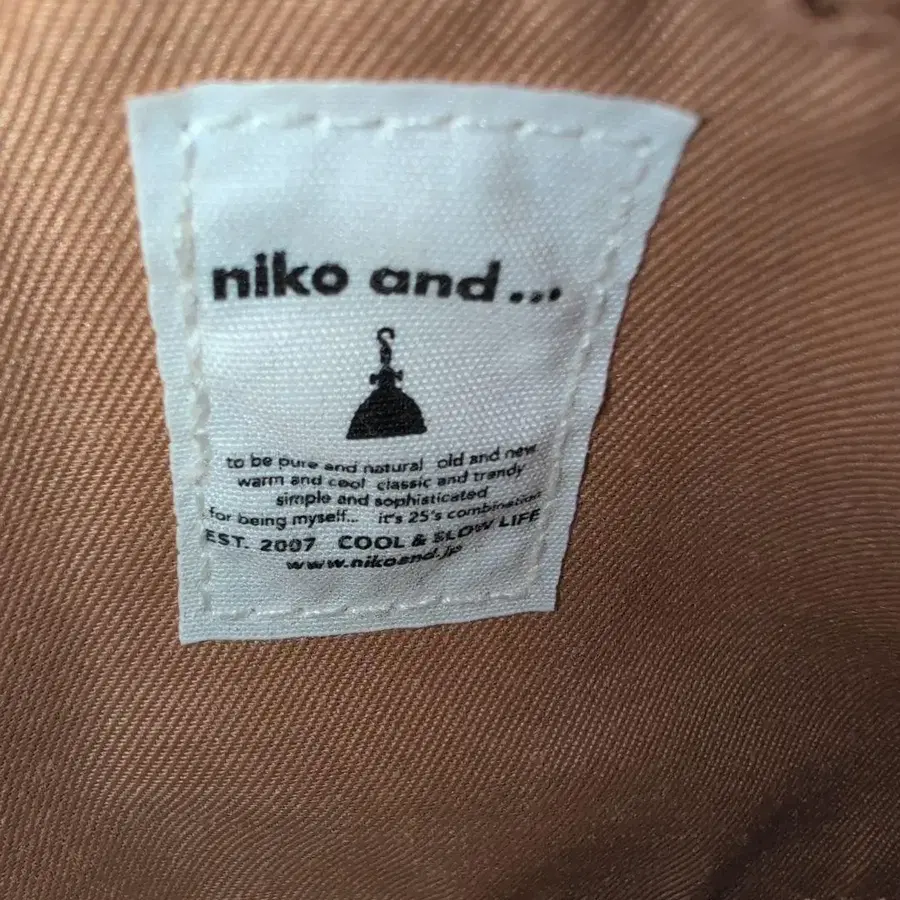 niko and...
to be pure and natural old and new
warm and cool classic and trendy
simple and sophisticated
for being myself... it's 25's combination
EST. 2007 COOL & SLOW LIFE
www.nikoand.jp